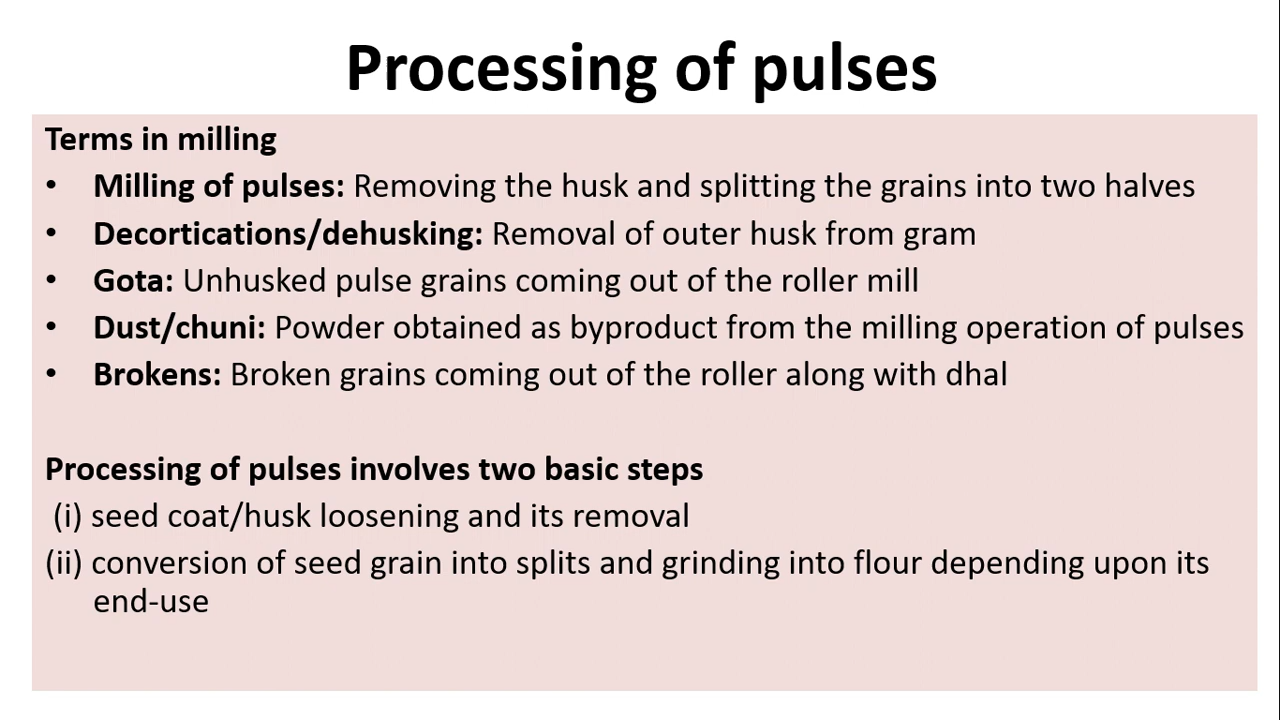 Processing of pulses
Terms in milling
• Milling of pulses: Removing the husk and splitting the grains into two halves
• Decortications/dehusking: Removal of outer husk from gram
• Gota: Unhusked pulse grains coming out of the roller mill
• Dust/chuni: Powder obtained as byproduct from the milling operation of pulses
• Brokens: Broken grains coming out of the roller along with dhal
Processing of pulses involves two basic steps
(i) seed coat/husk loosening and its removal
(ii) conversion of seed grain into splits and grinding into flour depending upon its
end-use